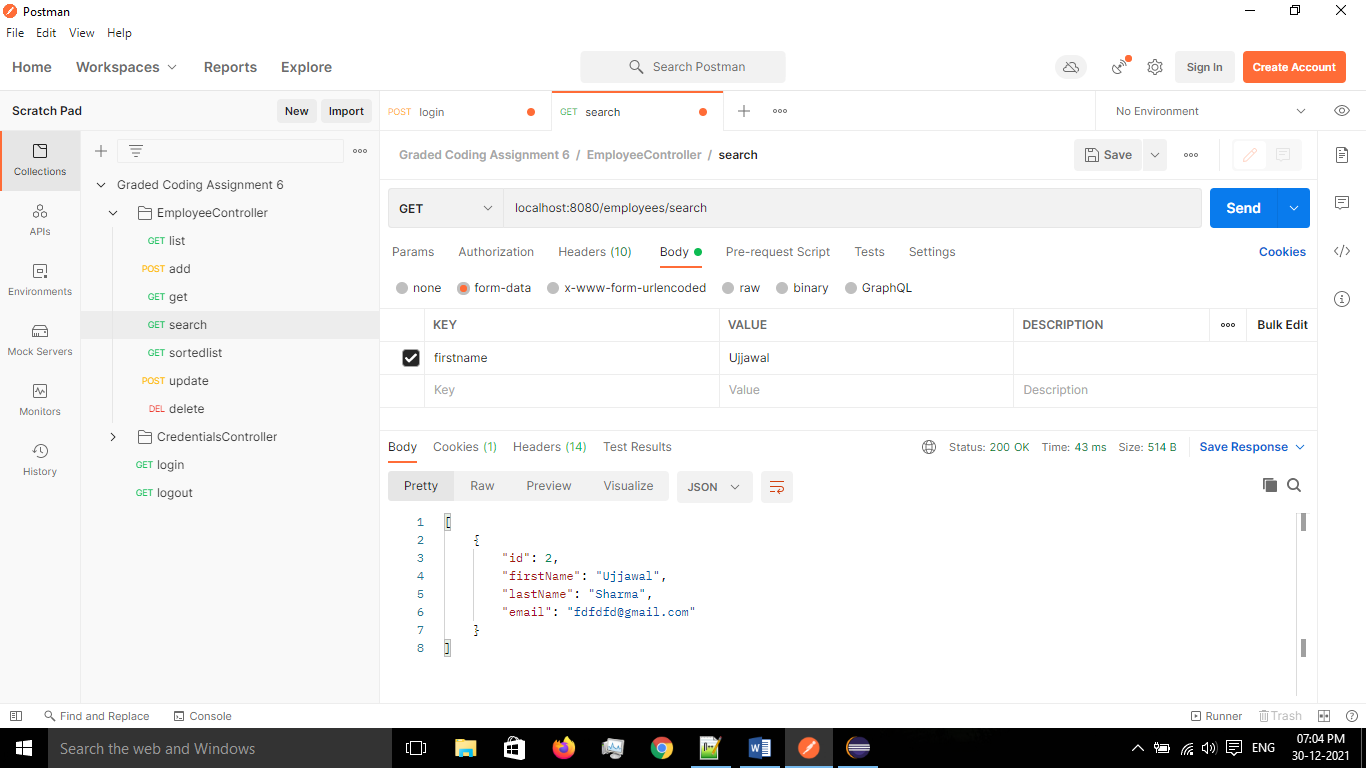 Postman
File Edit View Help
Home Workspaces Reports Explore Search Postman Sign In Create Account
Scratch Pad New Import
POST login GET search No Environment
Collections
APIs
Environments
Mock Servers
Monitors
History
Graded Coding Assignment 6
EmployeeController
GET list
POST add
GET get
GET search
GET sortedlist
POST update
DEL delete
CredentialsController
GET login
GET logout
Graded Coding Assignment 6 / EmployeeController / search Save
GET localhost:8080/employees/search Send
Params Authorization Headers (10) Body Pre-request Script Tests Settings Cookies
none form-data x-www-form-urlencoded raw binary GraphQL
KEY VALUE DESCRIPTION Bulk Edit
firstname Ujjawal
Key Value Description
Body Cookies (1) Headers (14) Test Results Status: 200 OK Time: 43 ms Size: 514 B Save Response
Pretty Raw Preview Visualize JSON
1 [
2 {
3 "id": 2,
4 "firstName": "Ujjawal",
5 "lastName": "Sharma",
6 "email": "fdfdfd@gmail.com"
7 }
8 ]
Find and Replace Console Runner Trash
Search the web and Windows
ENG
07:04 PM
30-12-2021